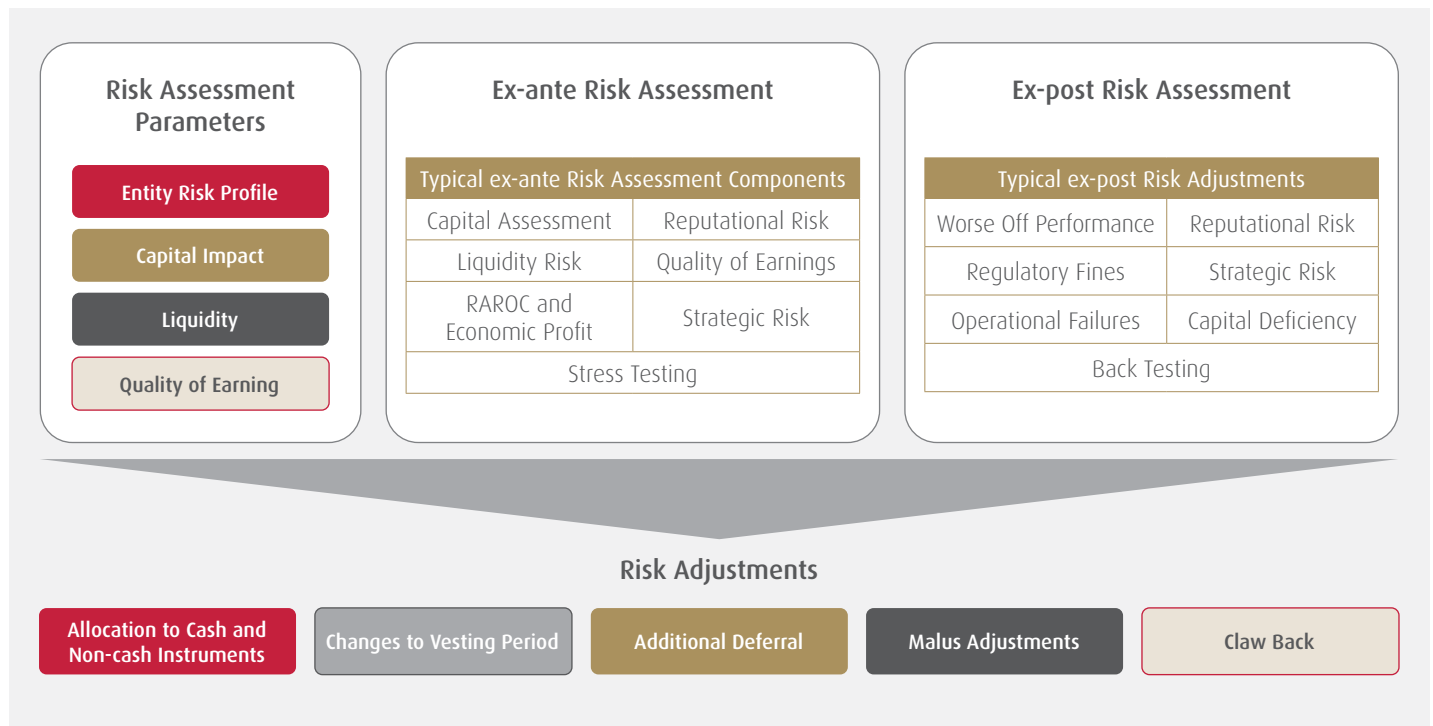 Risk Assessment
Parameters
Entity Risk Profile
Capital Impact
Liquidity
Quality of Earning
Ex-ante Risk Assessment
Typical ex-ante Risk Assessment Components
Capital Assessment
Reputational Risk
Liquidity Risk
Quality of Earnings
RAROC and
Economic Profit
Strategic Risk
Stress Testing
Ex-post Risk Assessment
Typical ex-post Risk Adjustments
Worse Off Performance
Reputational Risk
Regulatory Fines
Strategic Risk
Operational Failures
Capital Deficiency
Back Testing
Risk Adjustments
Allocation to Cash and
Non-cash Instruments
Changes to Vesting Period
Additional Deferral
Malus Adjustments
Claw Back